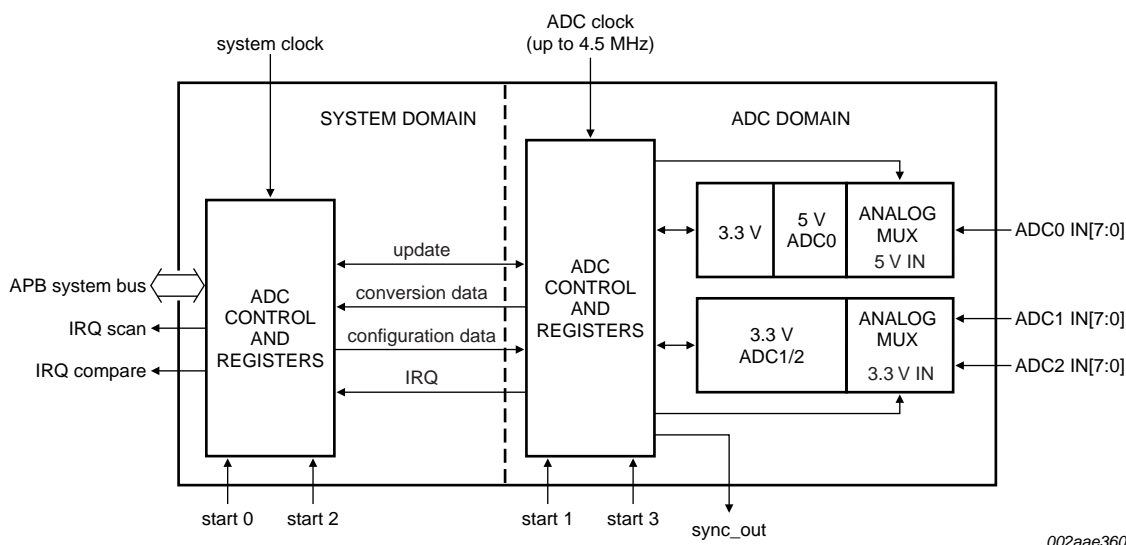 ADC clock
(up to 4.5 MHz)
system clock
SYSTEM DOMAIN
ADC DOMAIN
APB system bus
IRQ scan
IRQ compare
ADC
CONTROL
AND
REGISTERS
update
conversion data
configuration data
IRQ
ADC
CONTROL
AND
REGISTERS
3.3 V
5 V
ADC0
ANALOG
MUX
5 V IN
ADC0 IN[7:0]
3.3 V
ADC1/2
ANALOG
MUX
3.3 V IN
ADC1 IN[7:0]
ADC2 IN[7:0]
start 0
start 2
start 1
start 3
sync_out
002aae360